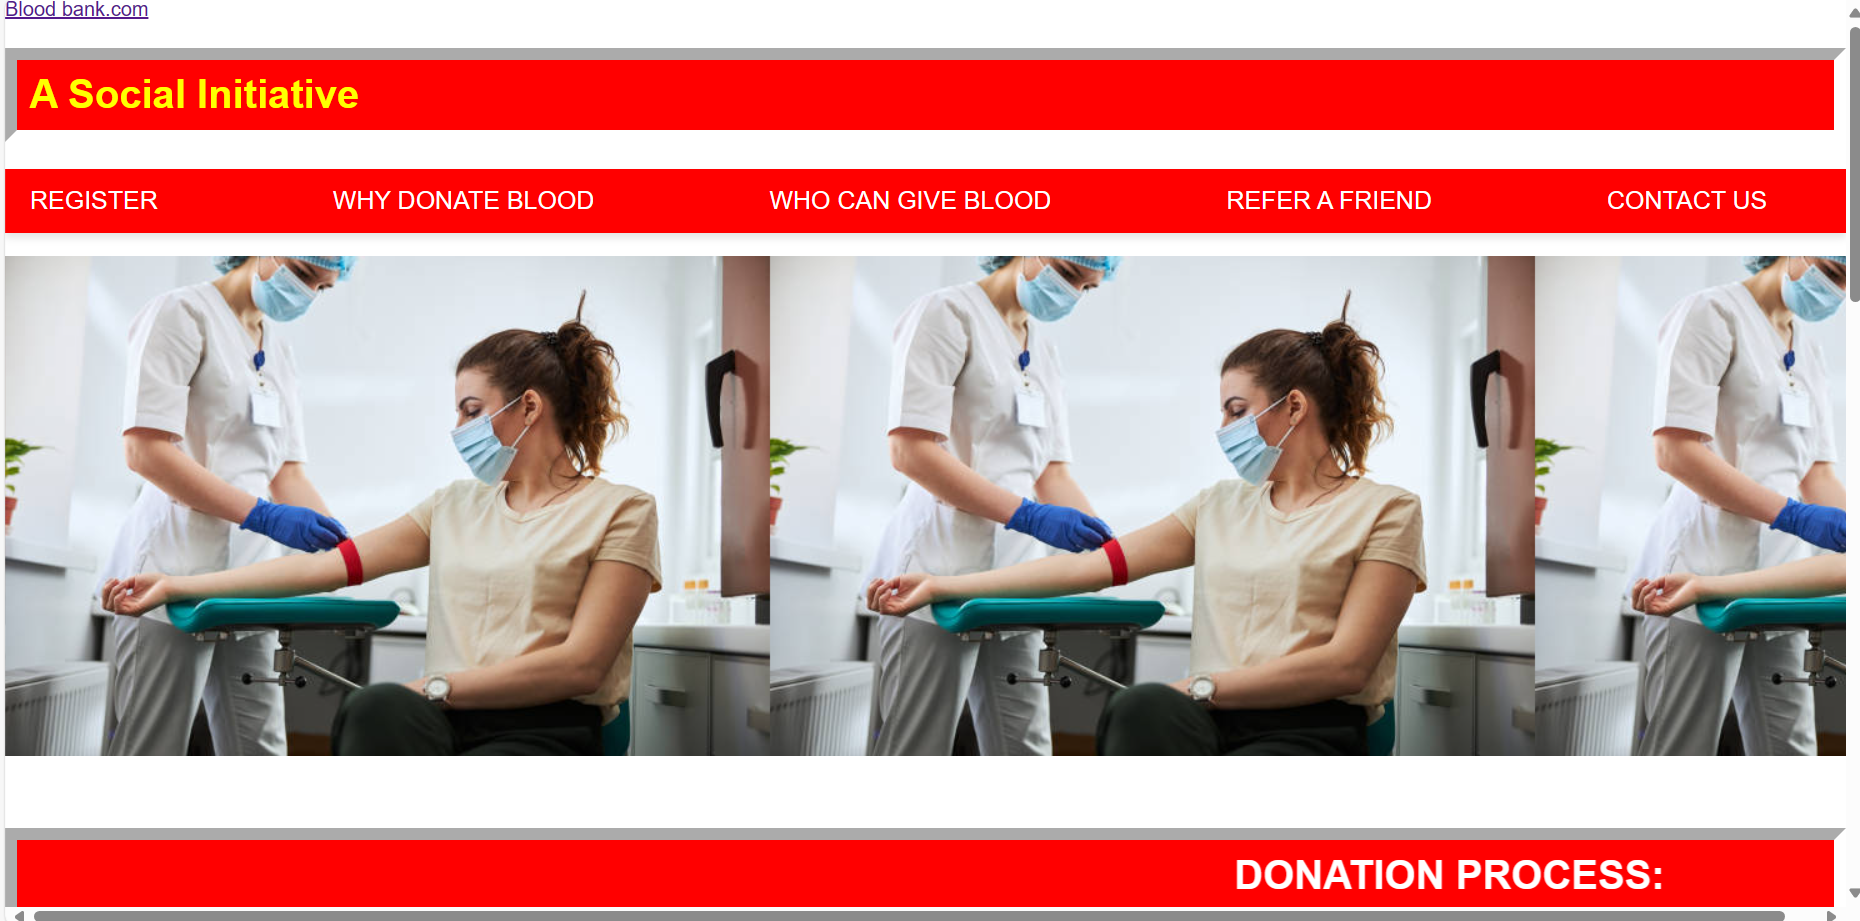 Blood bank.com
A Social Initiative
REGISTER WHY DONATE BLOOD WHO CAN GIVE BLOOD REFER A FRIEND CONTACT US
DONATION PROCESS: